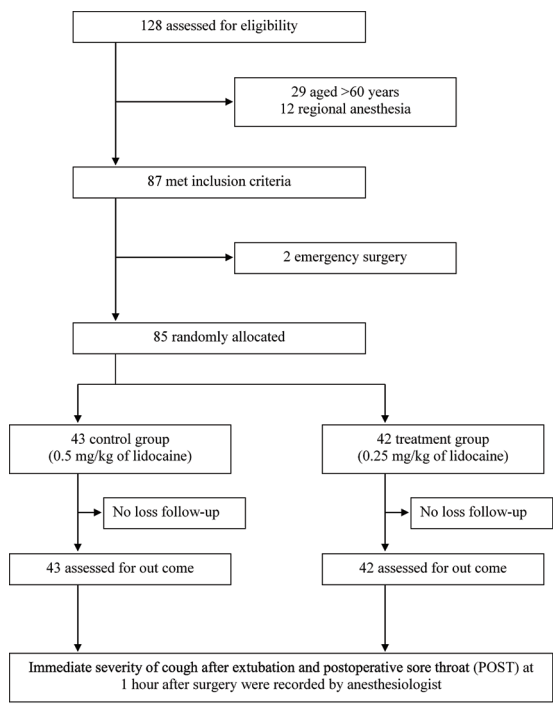 128 assessed for eligibility
29 aged >60 years
12 regional anesthesia
87 met inclusion criteria
2 emergency surgery
85 randomly allocated
43 control group
(0.5 mg/kg of lidocaine)
42 treatment group
(0.25 mg/kg of lidocaine)
No loss follow-up
No loss follow-up
43 assessed for out come
42 assessed for out come
Immediate severity of cough after extubation and postoperative sore throat (POST) at
1 hour after surgery were recorded by anesthesiologist